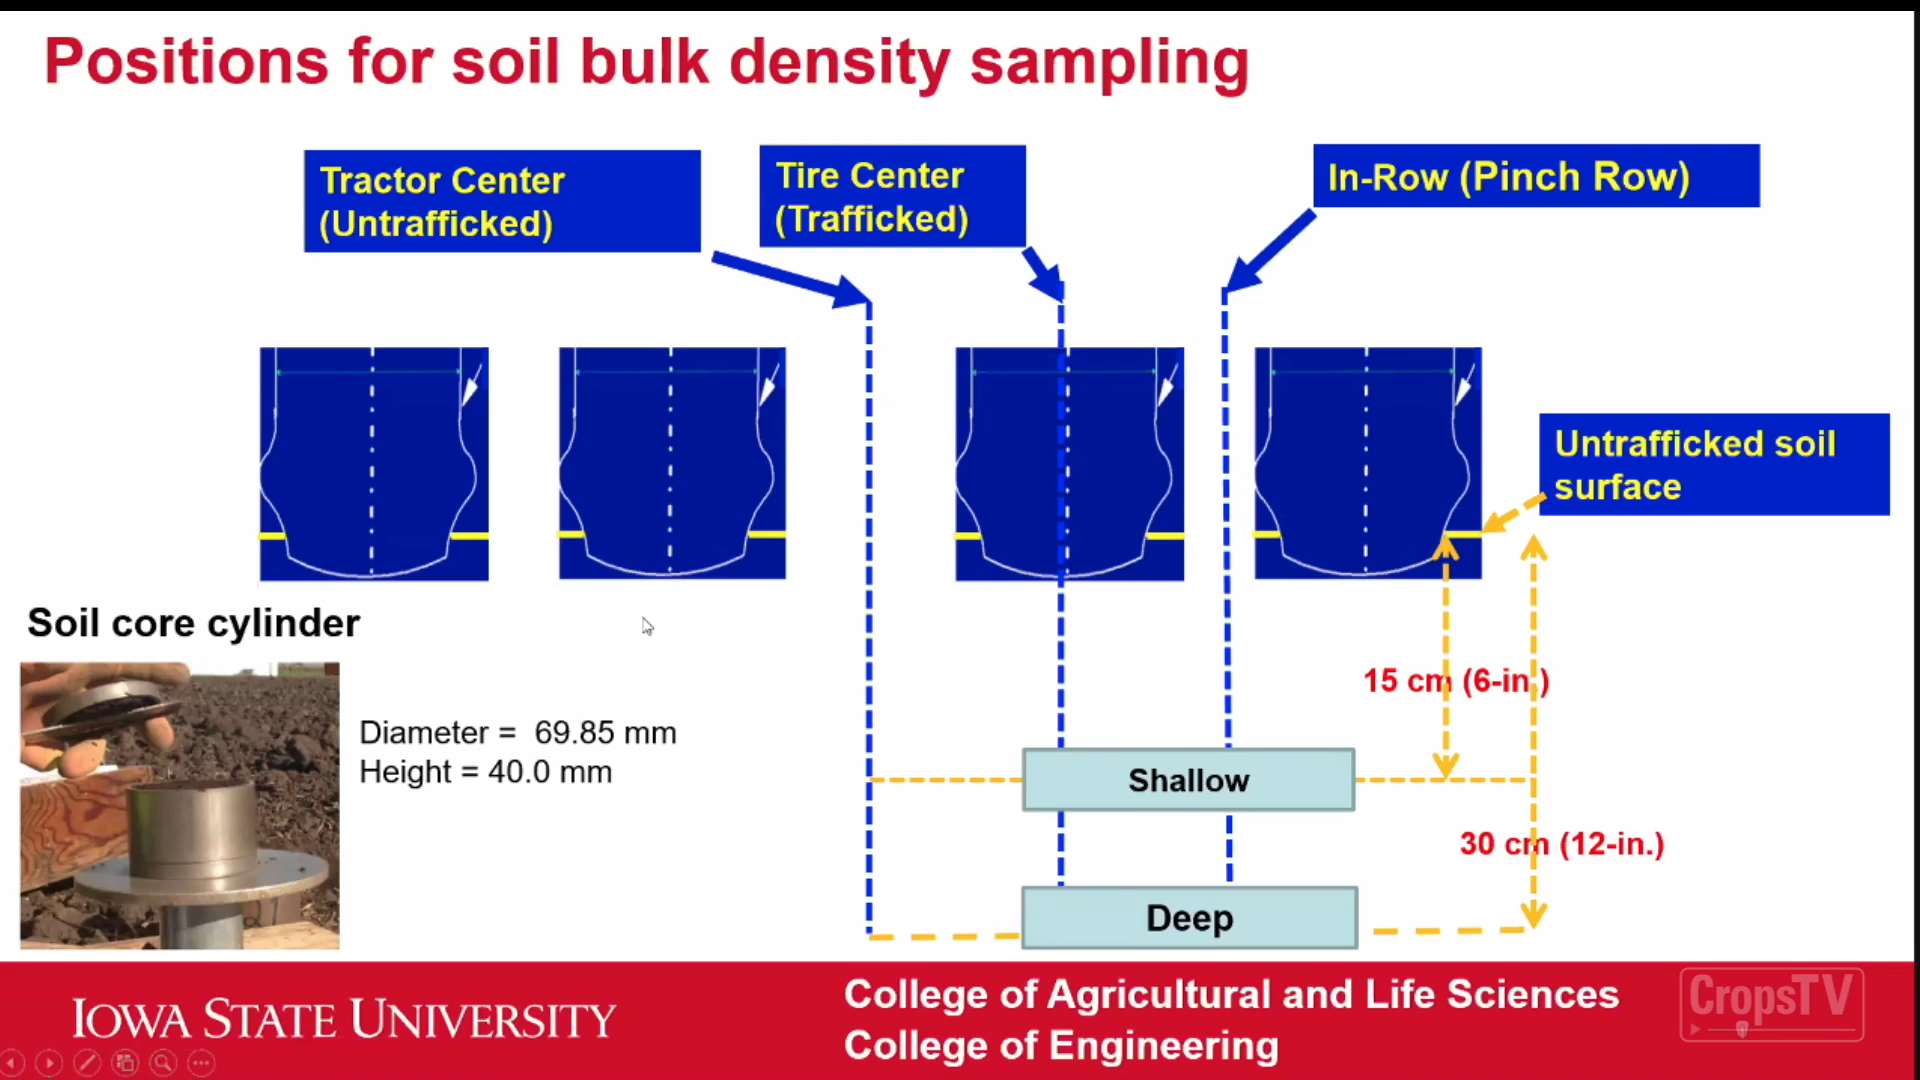 Positions for soil bulk density sampling
Tractor Center
(Untrafficked)
Tire Center
(Trafficked)
In-Row (Pinch Row)
Untrafficked soil
surface
Soil core cylinder
Diameter = 69.85 mm
Height = 40.0 mm
15 cm (6-in.)
Shallow
30 cm (12-in.)
Deep
IOWA STATE UNIVERSITY
College of Agricultural and Life Sciences
College of Engineering
CropsTV